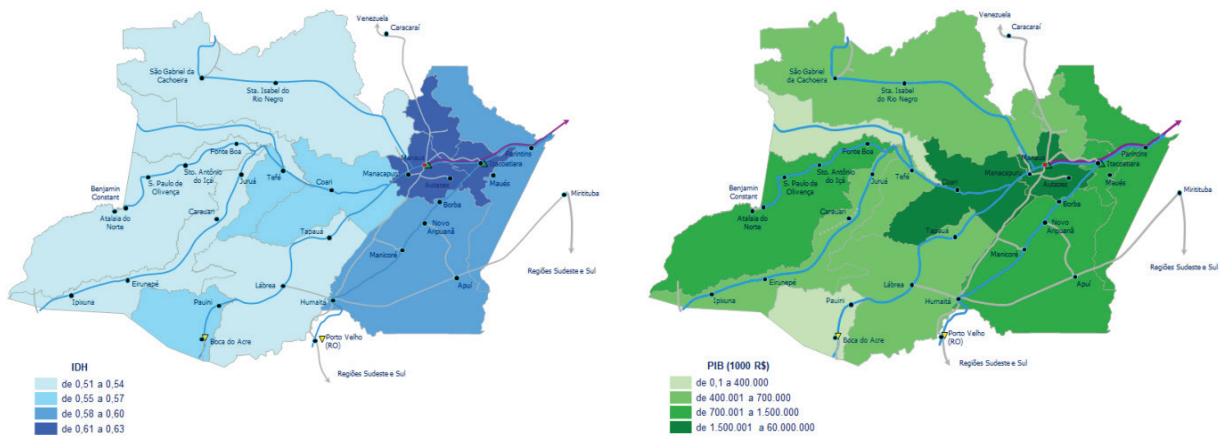 Venezuela
Caracaraí
São Gabriel da
Cachoeira
Sta. Isabel do
Rio Negro
Fonte Boa
Sto. Antônio
do Içá
S. Paulo de
Olivença
Benjamin
Constant
Atalaia do
Norte
Juruá
Tefé
Coari
Manacapuru
Manaus
Itacoatiara
Parintins
Autazes
Maués
Borba
Novo
Aripuanã
Carauari
Tapauá
Manicoré
Apuí
Eirunepé
Ipixuna
Pauini
Lábrea
Humaitá
Boca do Acre
Porto Velho
(RO)
Regiões Sudeste e Sul
Miritituba
Regiões Sudeste e Sul
IDH
de 0,51 a 0,54
de 0,55 a 0,57
de 0,58 a 0,60
de 0,61 a 0,63
Venezuela
Caracaraí
São Gabriel da
Cachoeira
Sta. Isabel
do Rio Negro
Fonte Boa
Sto. Antônio
do Içá
S. Paulo de
Olivença
Benjamin
Constant
Atalaia do
Norte
Juruá
Tefé
Coari
Manacapuru
Manaus
Itacoatiara
Parintins
Autazes
Maués
Borba
Novo
Aripuanã
Carauari
Tapauá
Manicoré
Apuí
Eirunepé
Ipixuna
Pauini
Lábrea
Humaitá
Boca do Acre
Porto Velho
(RO)
Regiões Sudeste e Sul
Miritituba
Regiões Sudeste e Sul
PIB (1000 R$)
de 0,1 a 400.000
de 400.001 a 700.000
de 700.001 a 1.500.000
de 1.500.001 a 60.000.000